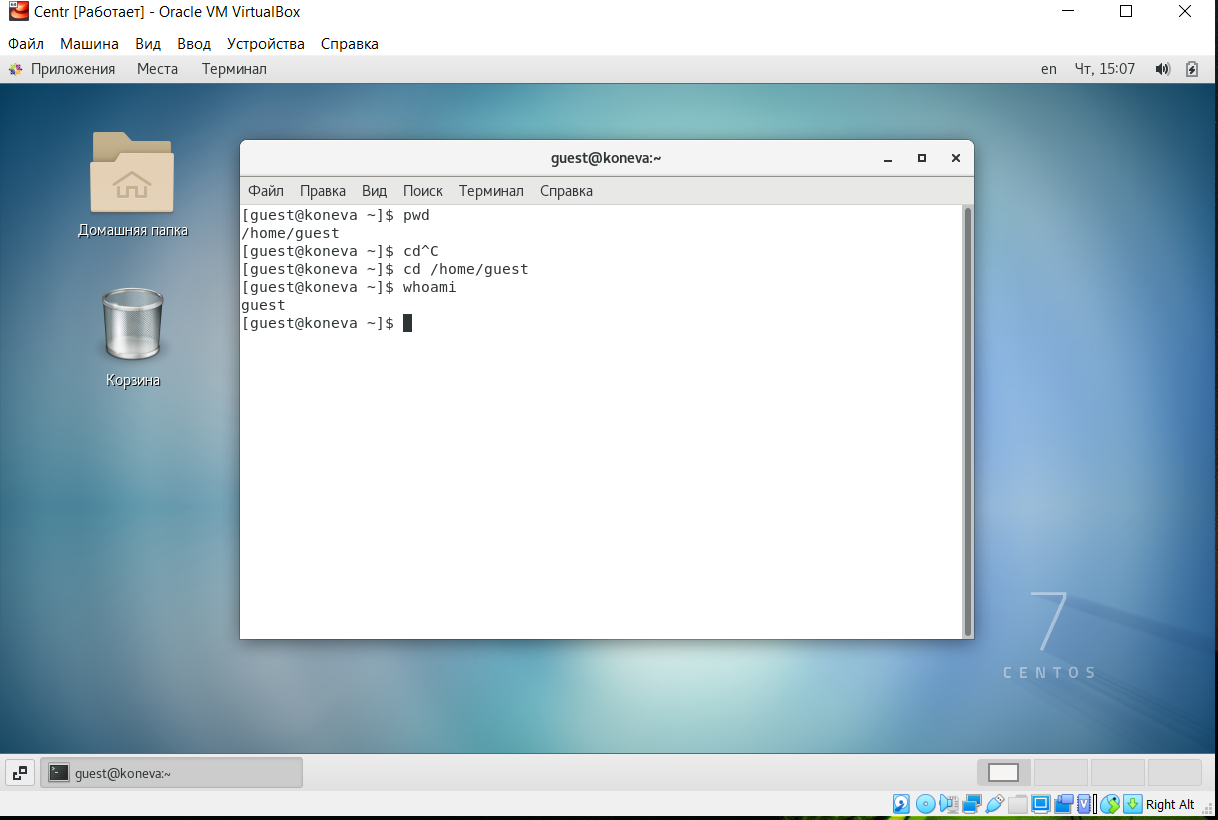 Centr [Работает] - Oracle VM VirtualBox
Файл Машина Вид Ввод Устройства Справка
Приложения Места Терминал en Чт, 15:07
Домашняя папка
Корзина
guest@koneva:~
Файл Правка Вид Поиск Терминал Справка
[guest@koneva ~]$ pwd
/home/guest
[guest@koneva ~]$ cd^C
[guest@koneva ~]$ cd /home/guest
[guest@koneva ~]$ whoami
guest
[guest@koneva ~]$
7
CENTOS
guest@koneva:~
Right Alt